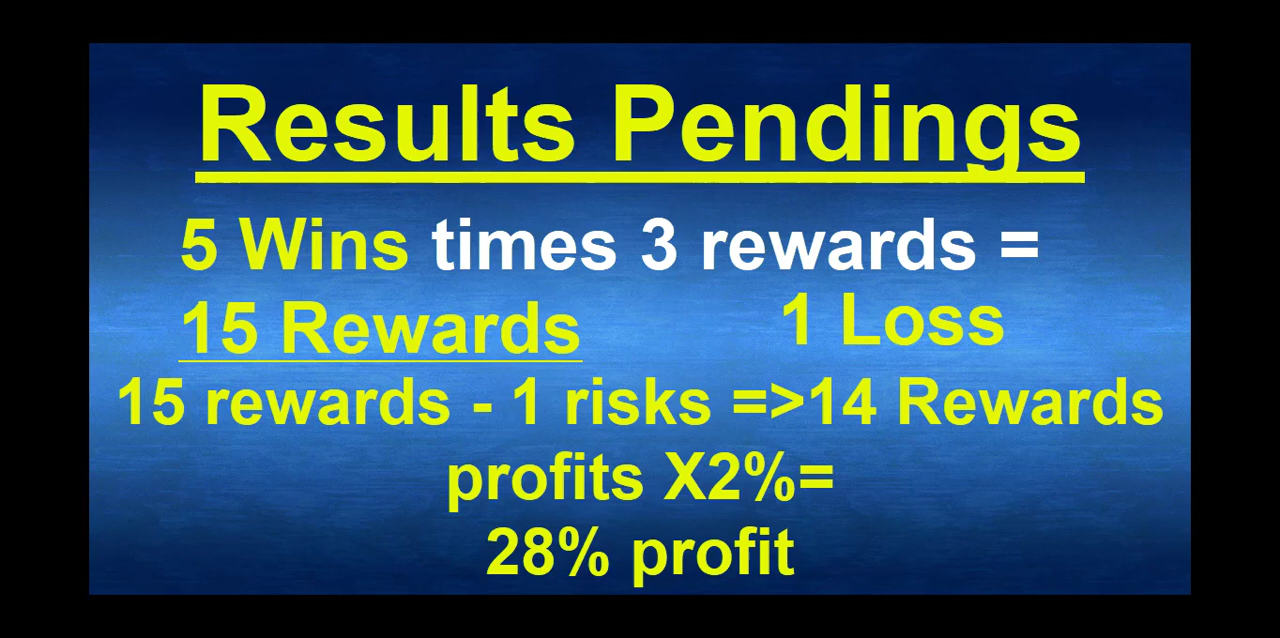 Results Pendings
5 Wins times 3 rewards =
15 Rewards 1 Loss
15 rewards - 1 risks =>14 Rewards
profits X2%=
28% profit